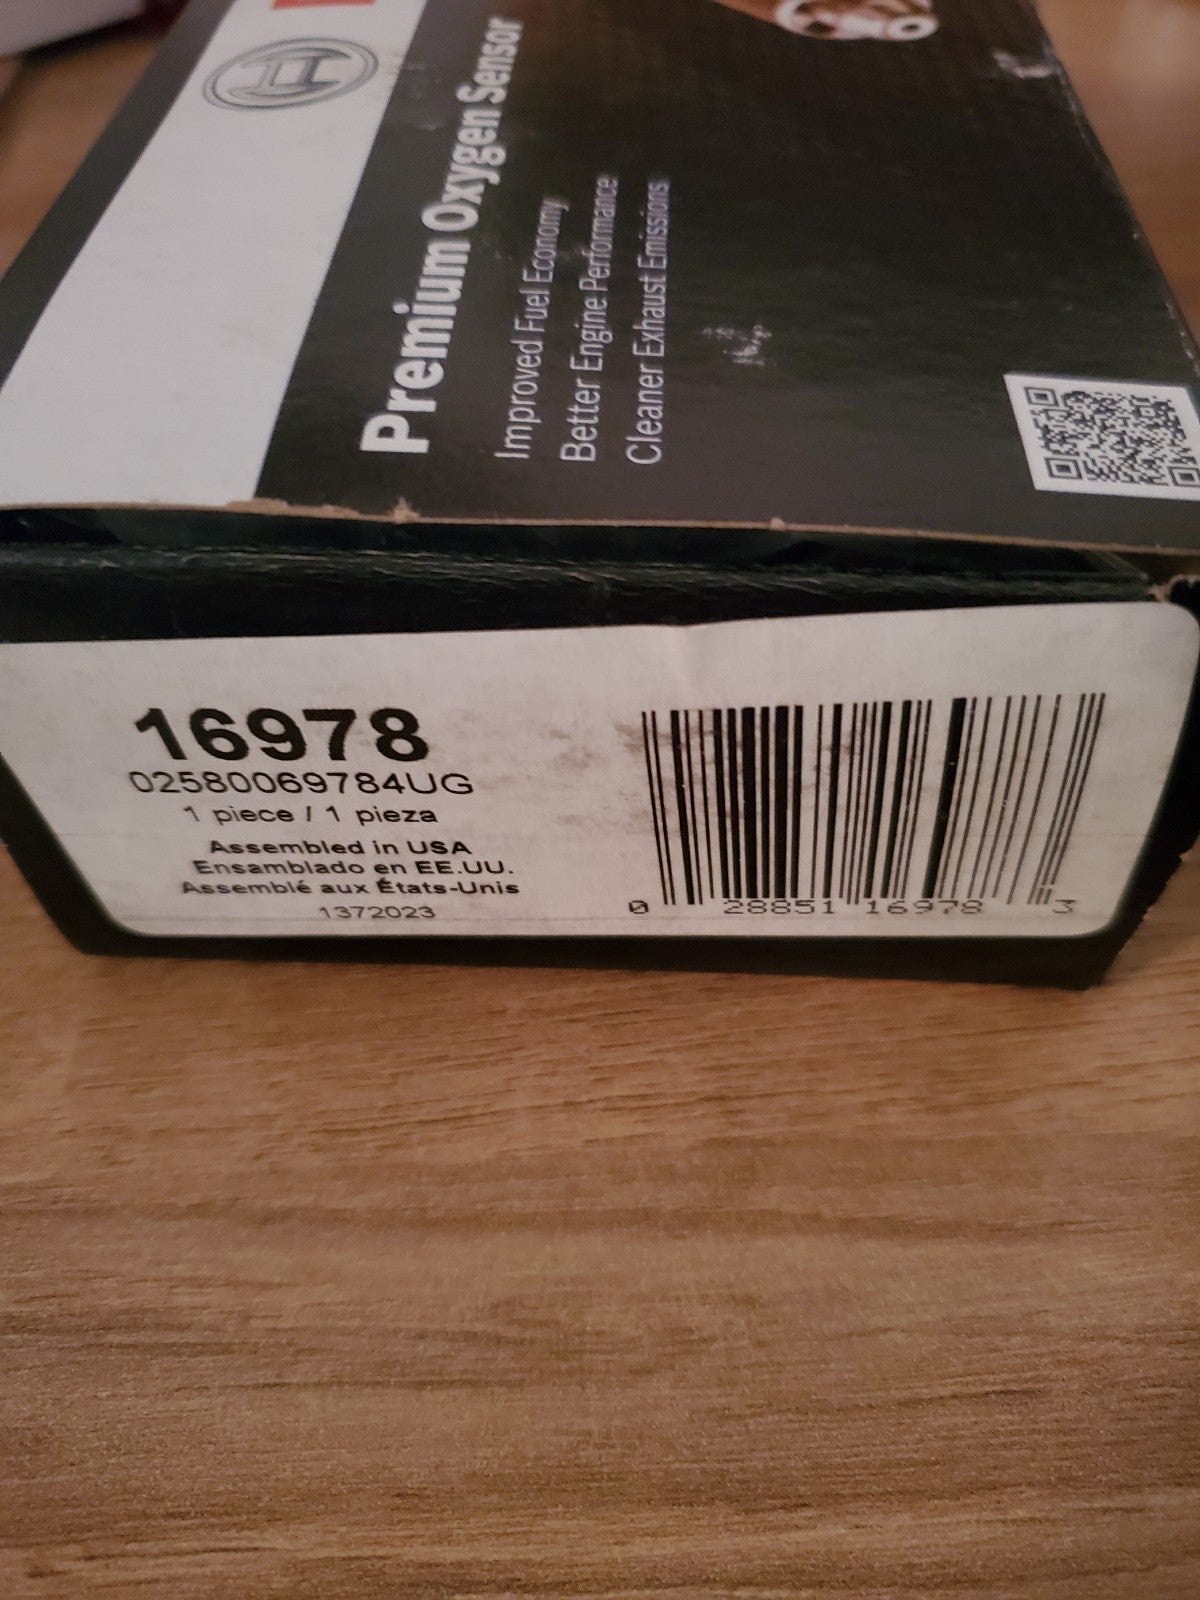 Premium Oxygen Sensor
Improved Fuel Economy
Better Engine Performance
Cleaner Exhaust Emissions
16978
02580069784UG
1 piece / 1 pieza
Assembled in USA
Ensamblado en EE.UU.
Assemblé aux États-Unis
1372023
0 28851 16978 3